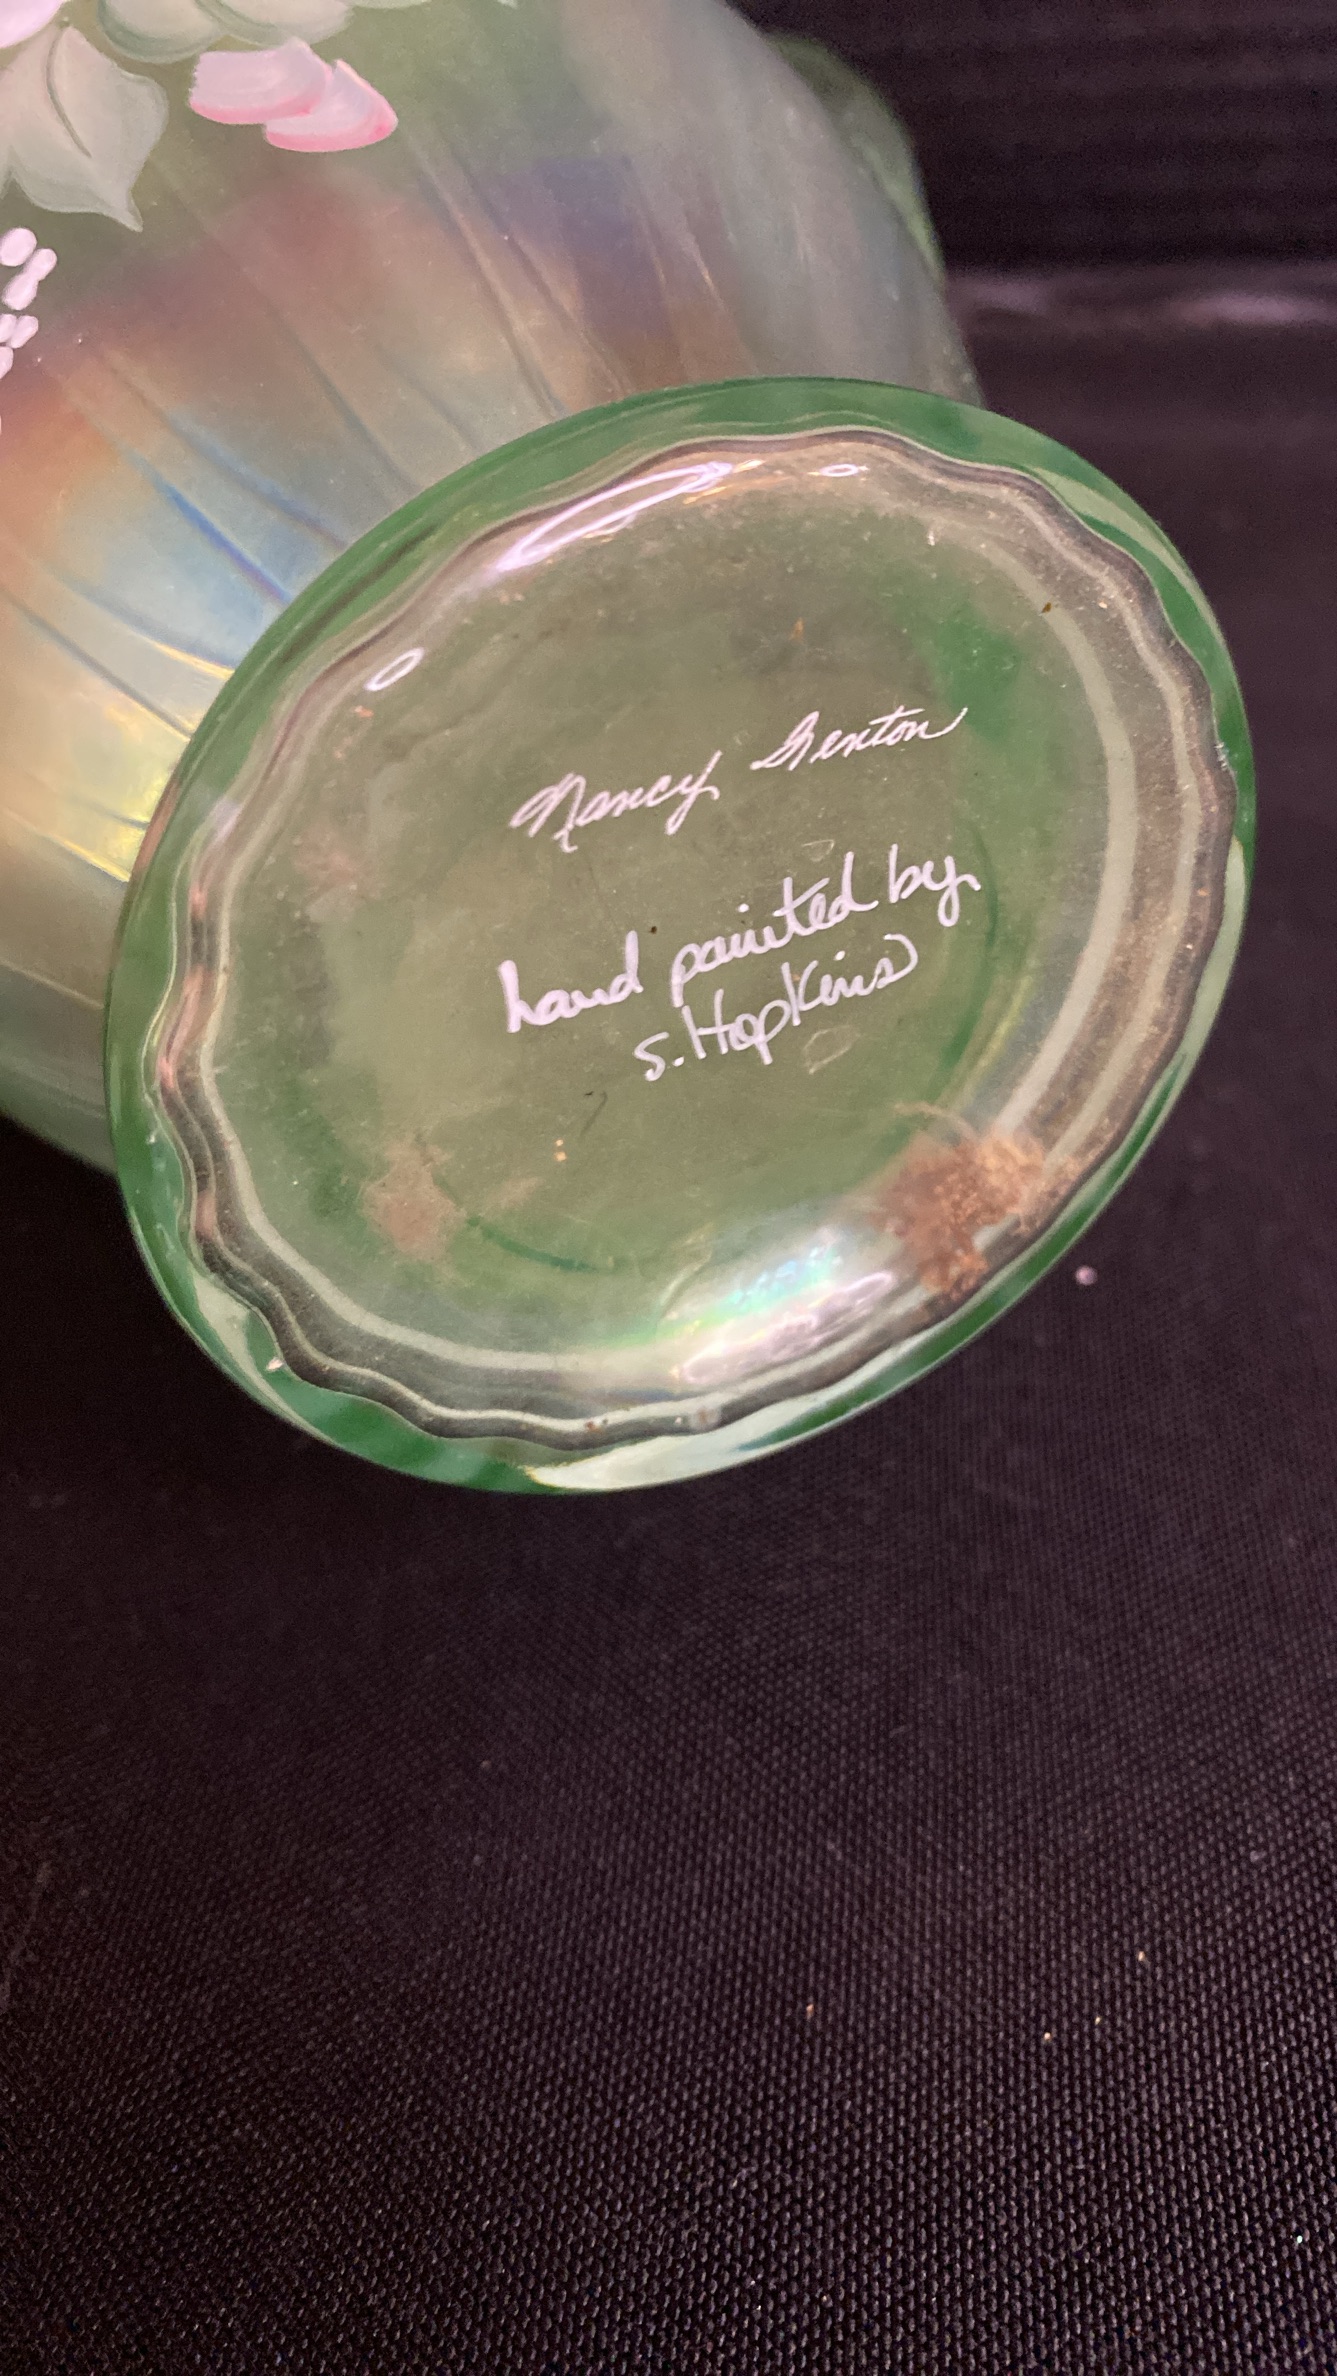 Nancy Fenton
hand painted by
S. Hopkins